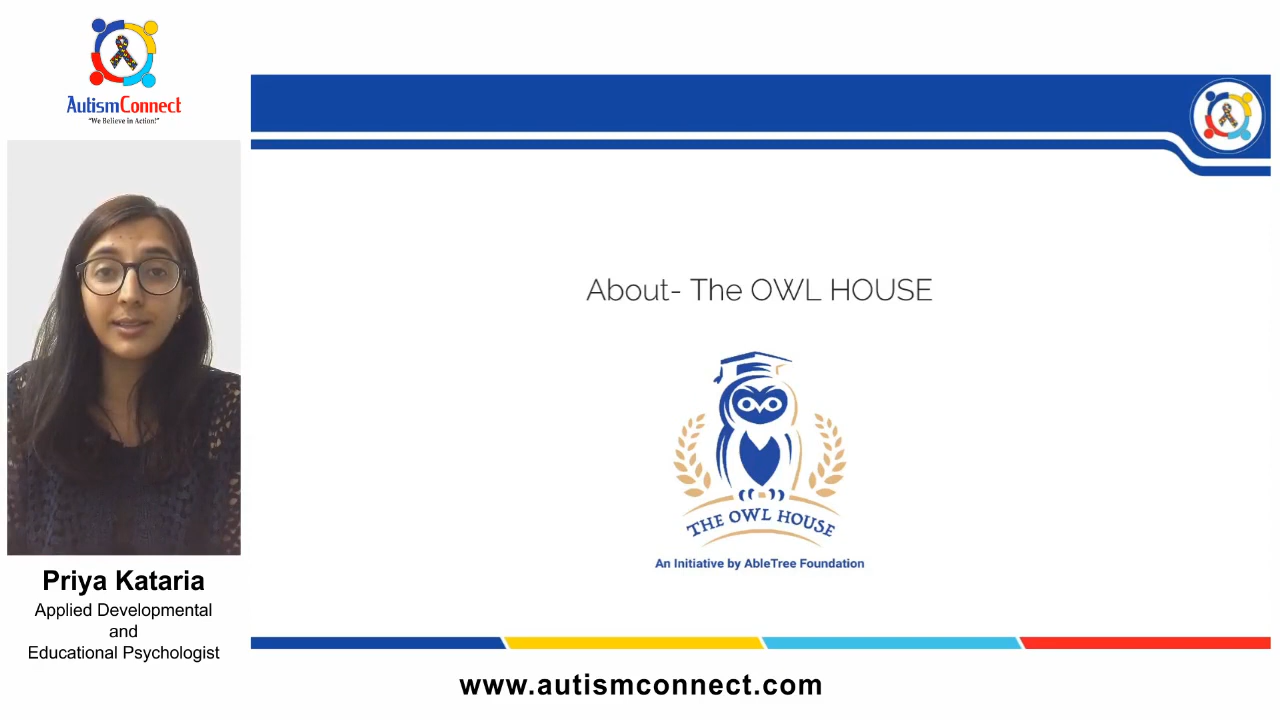 AutismConnect
"We Believe in Action!"
About- The OWL HOUSE
THE OWL HOUSE
An Initiative by AbleTree Foundation
Priya Kataria
Applied Developmental
and
Educational Psychologist
www.autismconnect.com